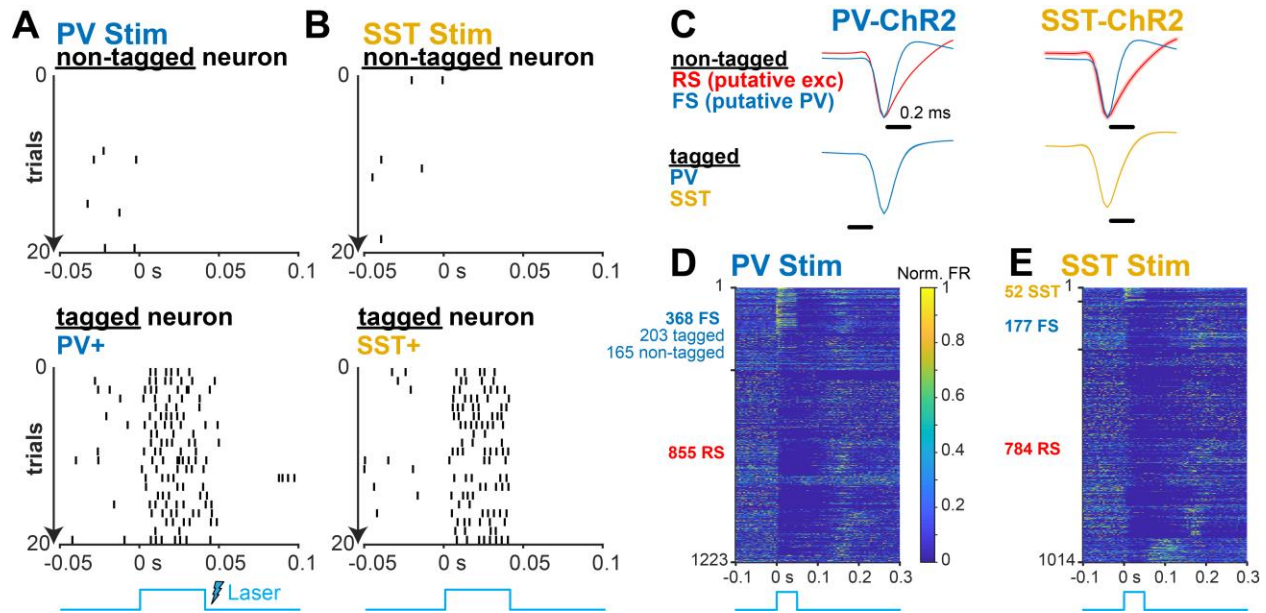 A
PV Stim
non-tagged neuron
0
trials
20
-0.05
0 s
0.05
0.1
tagged neuron
PV+
0
trials
20
-0.05
0
0.05
0.1
Laser
B
SST Stim
non-tagged neuron
0
20
-0.05
0 s
0.05
0.1
tagged neuron
SST+
0
20
-0.05
0
0.05
0.1
C
PV-ChR2
SST-ChR2
non-tagged
RS (putative exc)
FS (putative PV)
0.2 ms
tagged
PV
SST
D
PV Stim
1
368 FS
203 tagged
165 non-tagged
855 RS
1223
-0.1
0 s
0.1
0.2
0.3
Norm. FR
1
0.8
0.6
0.4
0.2
0
E
SST Stim
1
52 SST
177 FS
784 RS
1014
-0.1
0 s
0.1
0.2
0.3